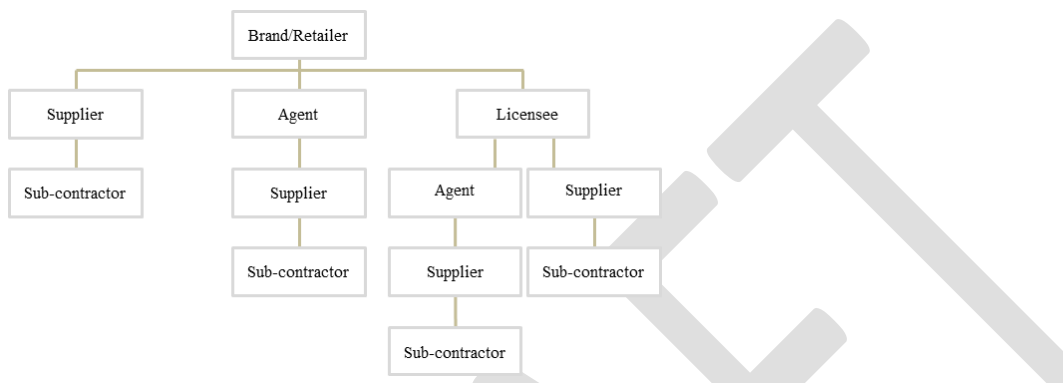 Brand/Retailer
Supplier
Agent
Licensee
Sub-contractor
Supplier
Agent
Supplier
Sub-contractor
Supplier
Sub-contractor
Sub-contractor